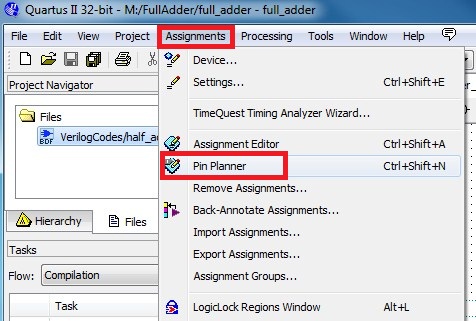 Quartus II 32-bit - M:/FullAdder/full_adder - full_adder
File Edit View Project Assignments Processing Tools Window Help
Project Navigator
Files
VerilogCodes/half_a
Hierarchy Files
Tasks
Flow: Compilation
Task
Device...
Settings... Ctrl+Shift+E
TimeQuest Timing Analyzer Wizard...
Assignment Editor Ctrl+Shift+A
Pin Planner Ctrl+Shift+N
Remove Assignments...
Back-Annotate Assignments...
Import Assignments...
Export Assignments...
Assignment Groups...
LogicLock Regions Window Alt+L